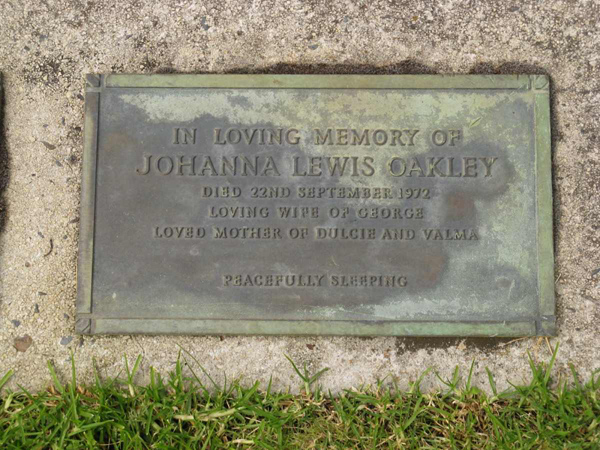 IN LOVING MEMORY OF
JOHANNA LEWIS OAKLEY
DIED 22ND SEPTEMBER 1972
LOVING WIFE OF GEORGE
LOVED MOTHER OF DULCIE AND VALMA
PEACEFULLY SLEEPING